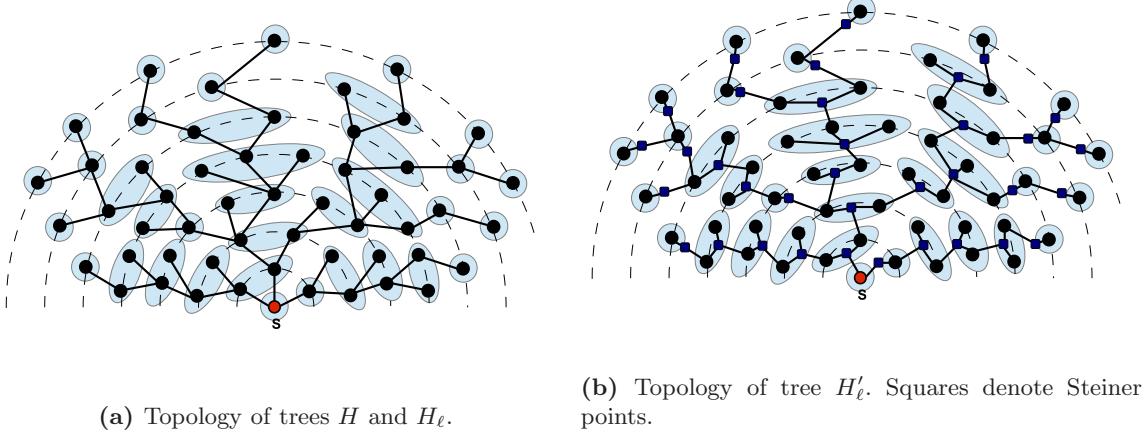 s
s
(a) Topology of trees H and Hℓ.
(b) Topology of tree H′ℓ. Squares denote Steiner
points.